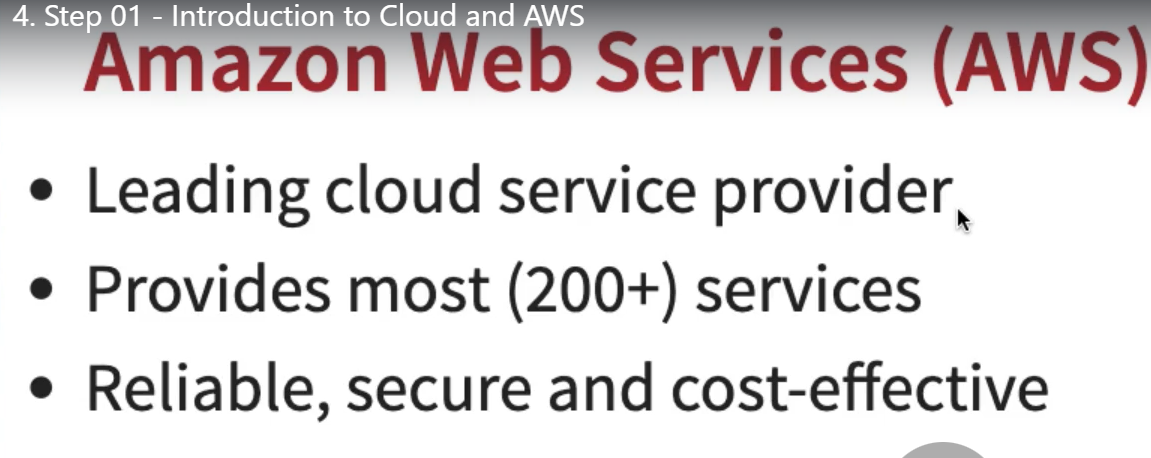 4. Step 01 - Introduction to Cloud and AWS
Amazon Web Services (AWS)
• Leading cloud service provider
• Provides most (200+) services
• Reliable, secure and cost-effective